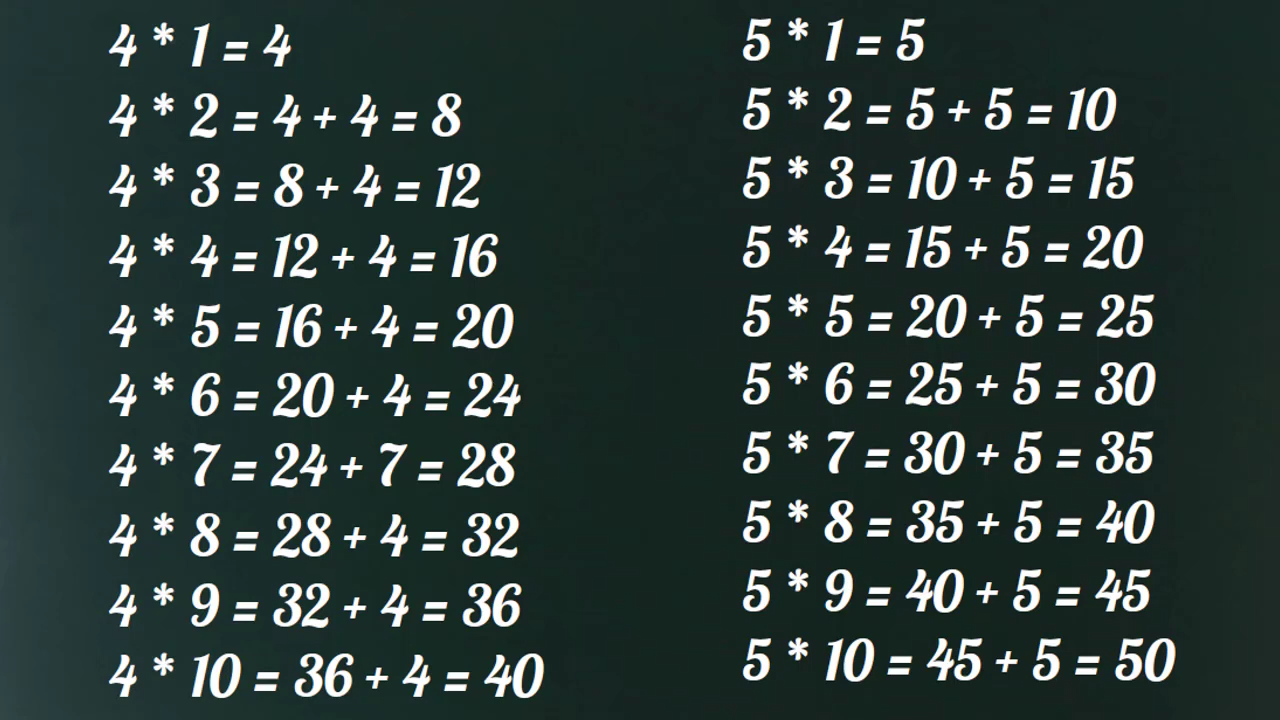 4 * 1 = 4
4 * 2 = 4 + 4 = 8
4 * 3 = 8 + 4 = 12
4 * 4 = 12 + 4 = 16
4 * 5 = 16 + 4 = 20
4 * 6 = 20 + 4 = 24
4 * 7 = 24 + 7 = 28
4 * 8 = 28 + 4 = 32
4 * 9 = 32 + 4 = 36
4 * 10 = 36 + 4 = 40
5 * 1 = 5
5 * 2 = 5 + 5 = 10
5 * 3 = 10 + 5 = 15
5 * 4 = 15 + 5 = 20
5 * 5 = 20 + 5 = 25
5 * 6 = 25 + 5 = 30
5 * 7 = 30 + 5 = 35
5 * 8 = 35 + 5 = 40
5 * 9 = 40 + 5 = 45
5 * 10 = 45 + 5 = 50